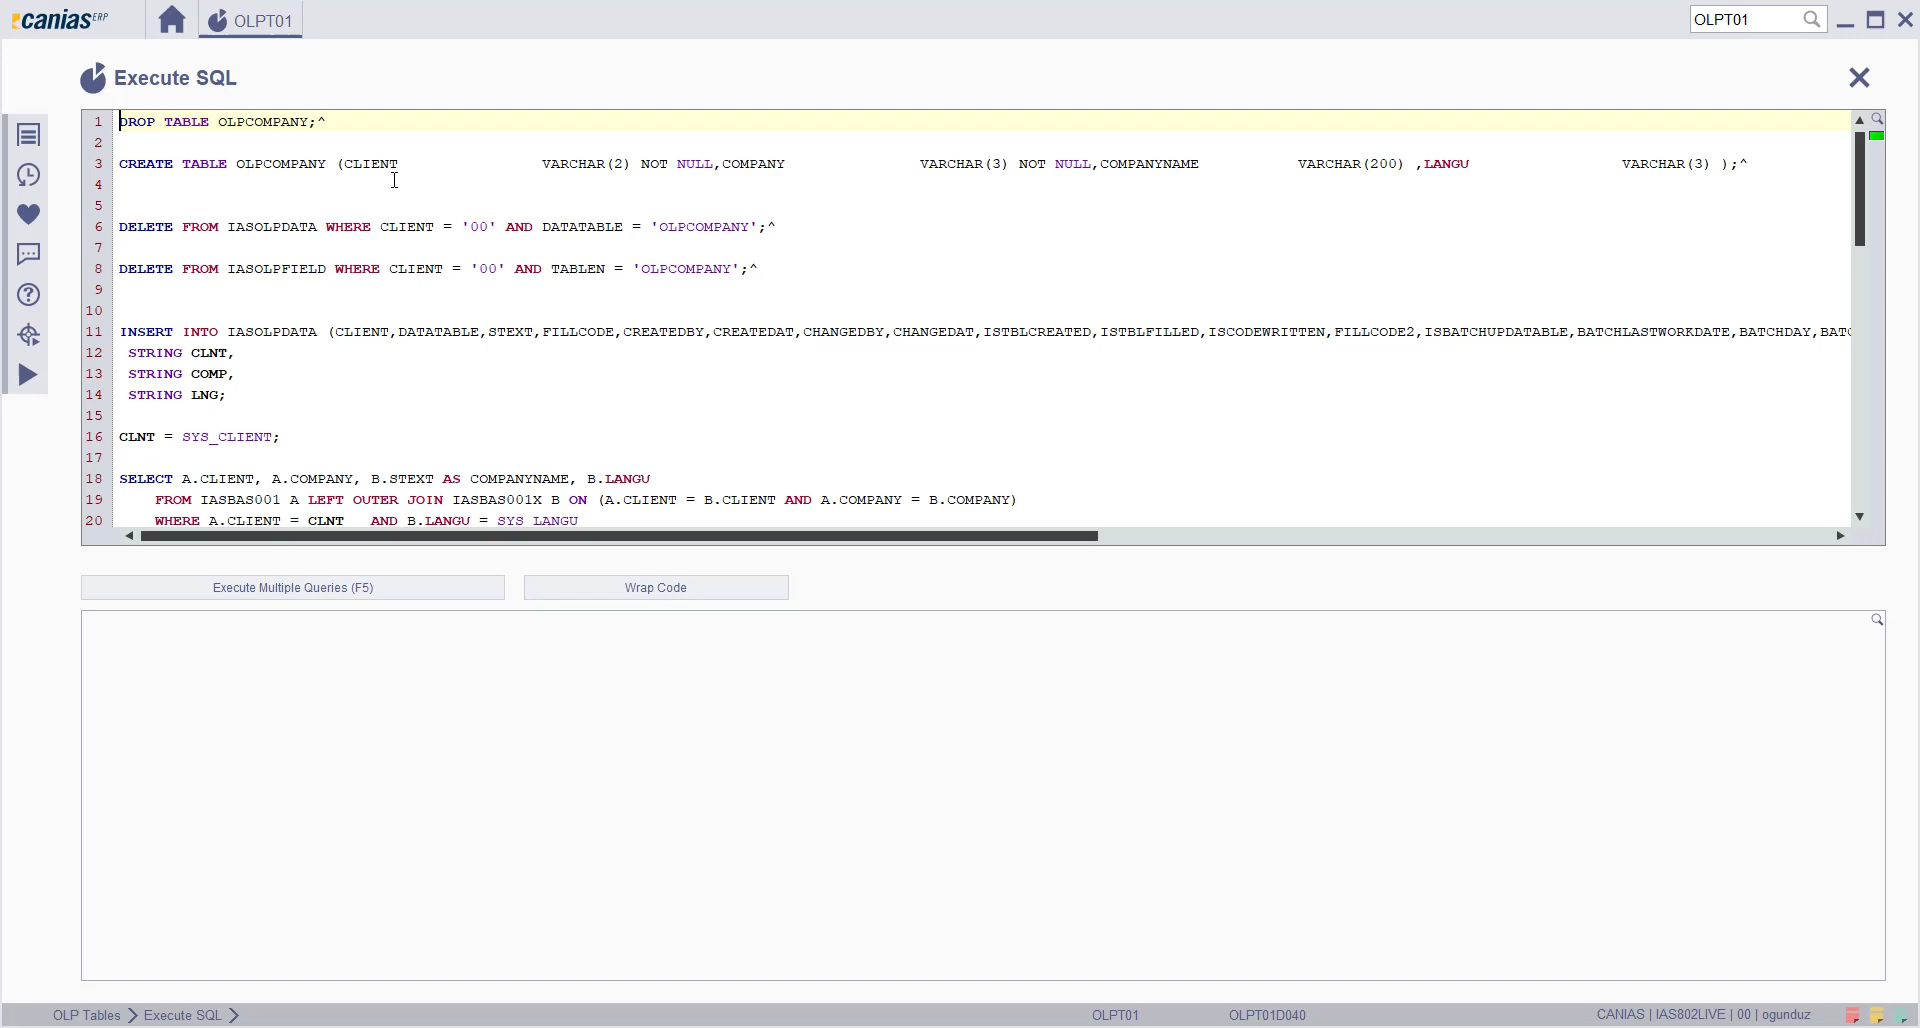 canias ERP
OLPT01
OLPT01
Execute SQL
1 DROP TABLE OLPCOMPANY;^
2
3 CREATE TABLE OLPCOMPANY (CLIENT VARCHAR(2) NOT NULL,COMPANY VARCHAR(3) NOT NULL,COMPANYNAME VARCHAR(200) ,LANGU VARCHAR(3) );^
4
5
6 DELETE FROM IASOLPDATA WHERE CLIENT = '00' AND DATATABLE = 'OLPCOMPANY';^
7
8 DELETE FROM IASOLPFIELD WHERE CLIENT = '00' AND TABLEN = 'OLPCOMPANY';^
9
10
11 INSERT INTO IASOLPDATA (CLIENT,DATATABLE,STEXT,FILLCODE,CREATEDBY,CREATEDAT,CHANGEDBY,CHANGEDAT,ISTBLCREATED,ISTBLFILLED,ISCODEWRITTEN,FILLCODE2,ISBATCHUPDATABLE,BATCHLASTWORKDATE,BATCHDAY,BATC
12 STRING CLNT,
13 STRING COMP,
14 STRING LNG;
15
16 CLNT = SYS_CLIENT;
17
18 SELECT A.CLIENT, A.COMPANY, B.STEXT AS COMPANYNAME, B.LANGU
19 FROM IASBAS001 A LEFT OUTER JOIN IASBAS001X B ON (A.CLIENT = B.CLIENT AND A.COMPANY = B.COMPANY)
20 WHERE A.CLIENT = CLNT AND B.LANGU = SYS_LANGU
Execute Multiple Queries (F5)
Wrap Code
OLP Tables
Execute SQL
OLPT01
OLPT01D040
CANIAS | IAS802LIVE | 00 | ogunduz